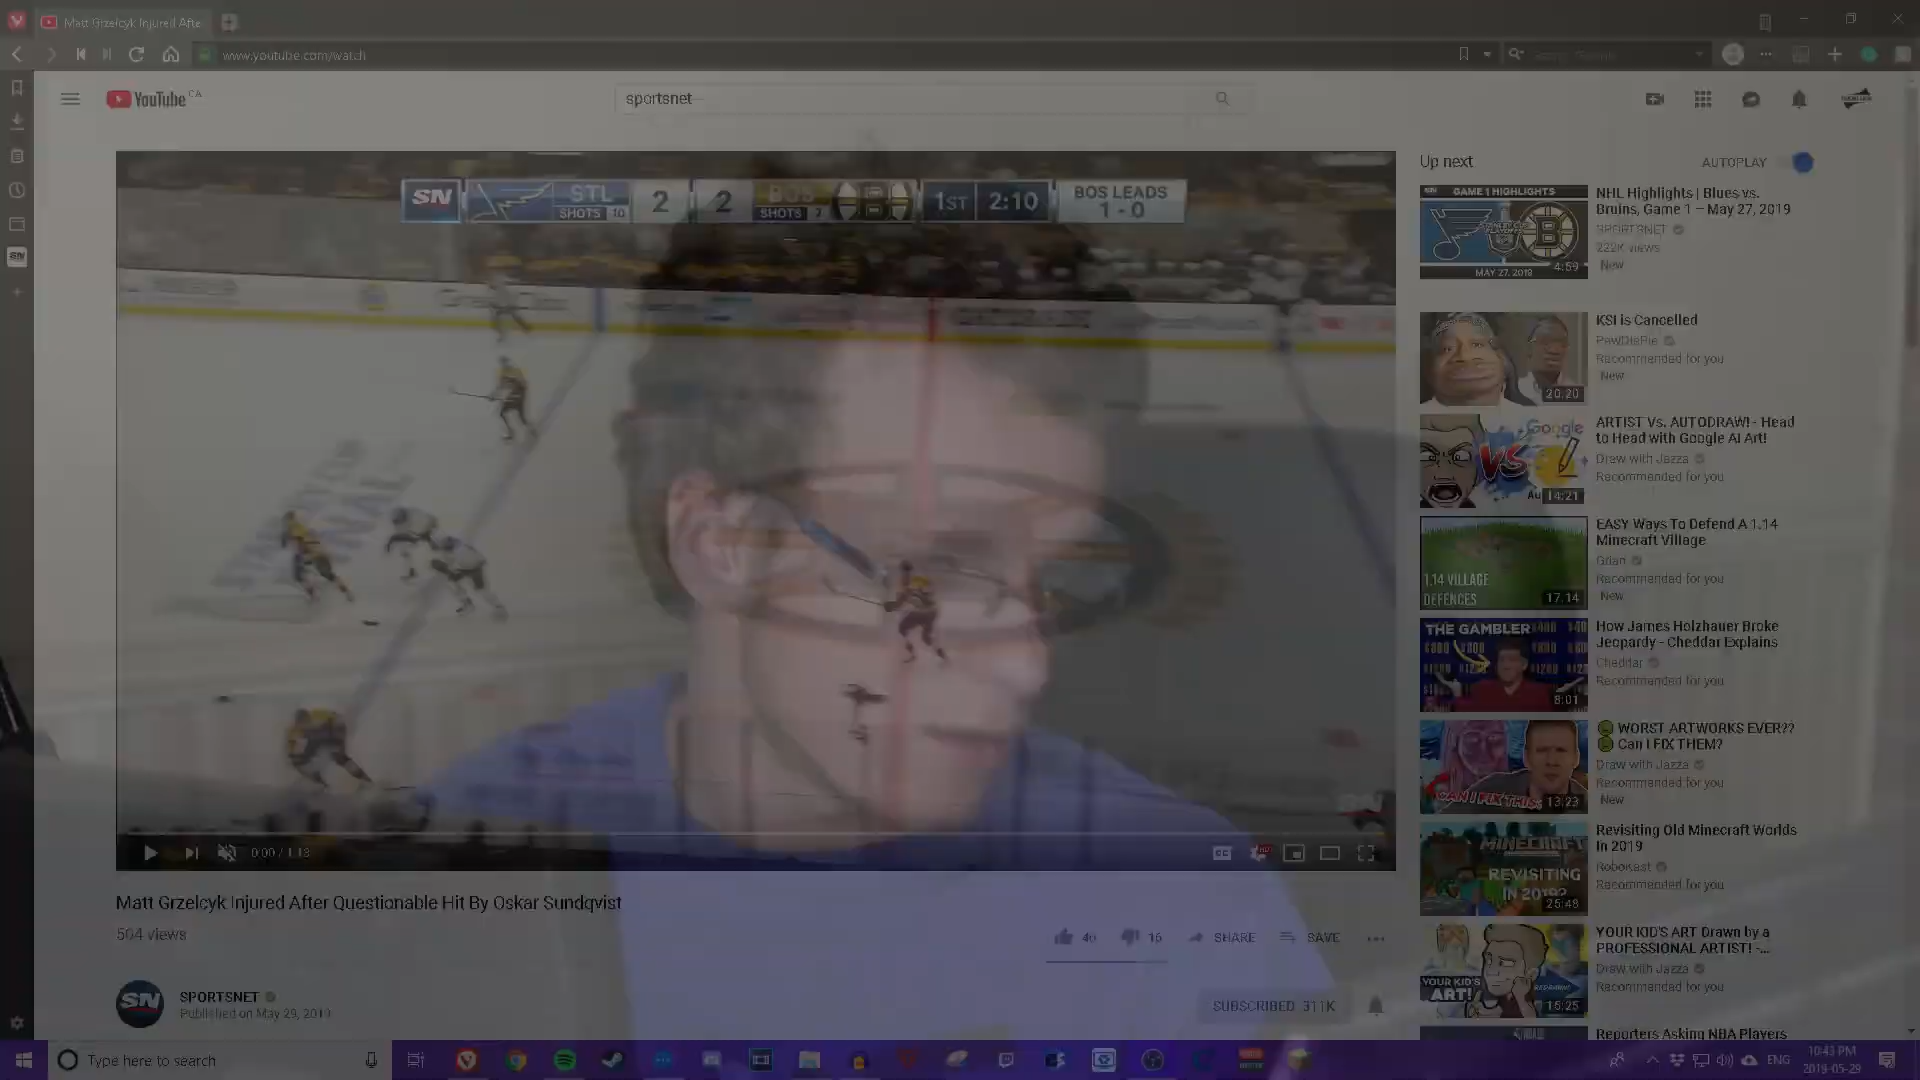 Matt Grzelcyk Injured Afte
www.youtube.com/watch
YouTube CA
sportsnet
SN STL SHOTS 10 2 2 BOS SHOTS 7 1ST 2:10 BOS LEADS 1 - 0
0:00 / 1:13
Matt Grzelcyk Injured After Questionable Hit By Oskar Sundqvist
504 views
16 SHARE SAVE
SN SPORTSNET
Published on May 29, 2019
SUBSCRIBED 311K
Up next
AUTOPLAY
GAME 1 HIGHLIGHTS
MAY 27, 2019
4:59
NHL Highlights | Blues vs.
Bruins, Game 1 – May 27, 2019
SPORTSNET
222K views
New
20:20
KSI is Cancelled
PewDiePie
Recommended for you
New
Google
VS
14:21
ARTIST Vs. AUTODRAW! - Head
to Head with Google AI Art!
Draw with Jazza
Recommended for you
1.14 VILLAGE
DEFENCES
17:14
EASY Ways To Defend A 1.14
Minecraft Village
Grian
Recommended for you
New
THE GAMBLER
8:01
How James Holzhauer Broke
Jeopardy - Cheddar Explains
Cheddar
Recommended for you
CAN I FIX THIS
13:23
WORST ARTWORKS EVER??
Can I FIX THEM?
Draw with Jazza
Recommended for you
New
MINECRAFT
REVISITING
IN 2019?
25:48
Revisiting Old Minecraft Worlds
In 2019
Recommended for you
YOUR KID'S
ART!
15:25
YOUR KID'S ART Drawn by a
PROFESSIONAL ARTIST! -...
Draw with Jazza
Recommended for you
Reporters Asking NBA Players
Type here to search
ENG
10:43 PM
2019-05-29